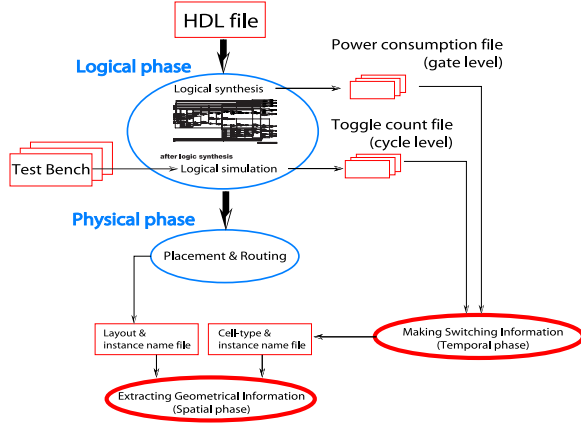 HDL file
Power consumption file
(gate level)
Logical phase
Logical synthesis
Toggle count file
(cycle level)
after logic synthesis
Test Bench
Logical simulation
Physical phase
Placement & Routing
Layout &
instance name file
Cell-type &
instance name file
Making Switching Information
(Temporal phase)
Extracting Geometrical Information
(Spatial phase)